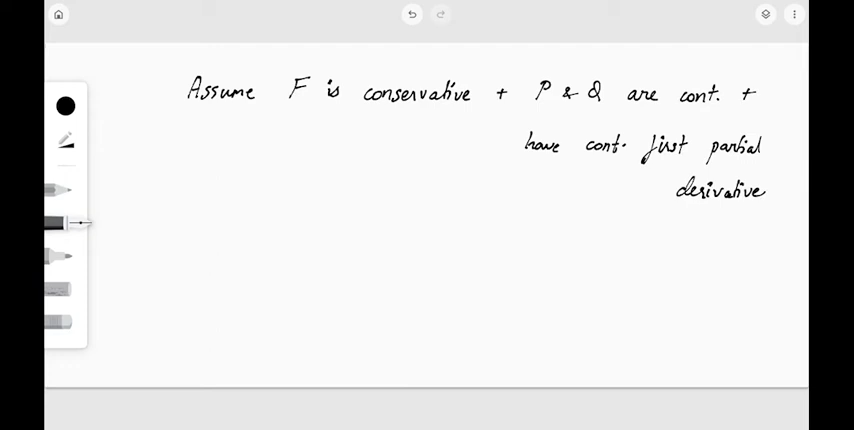 Assume F is conservative + P & Q are cont. +
have cont. first partial
derivative